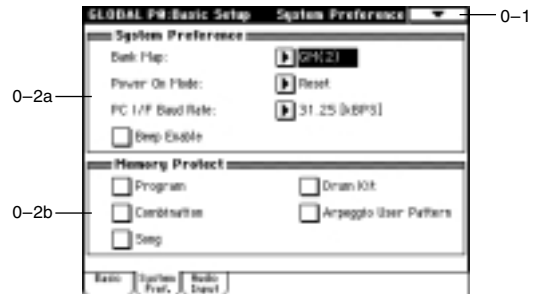 GLOBAL P0:Basic Setup System Preference
0–1
System Preference
Bank Map: GM(2)
Power On Mode: Reset
0–2a
PC I/F Baud Rate: 31.25 [kBPS]
Beep Enable
Memory Protect
Program Drum Kit
0–2b
Combination Arpeggio User Pattern
Song
Basic System Pref. Audio Input